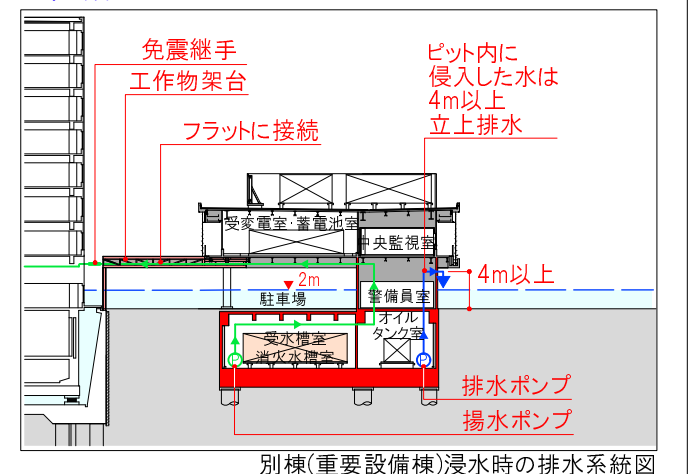 免震継手
工作物架台
フラットに接続
ピット内に
侵入した水は
4m以上
立上排水
受変電室・蓄電池室
中央監視室
2m
駐車場
警備員室
4m以上
オイル
タンク室
受水槽室
消火水槽室
P
P
排水ポンプ
揚水ポンプ
別棟(重要設備棟)浸水時の排水系統図